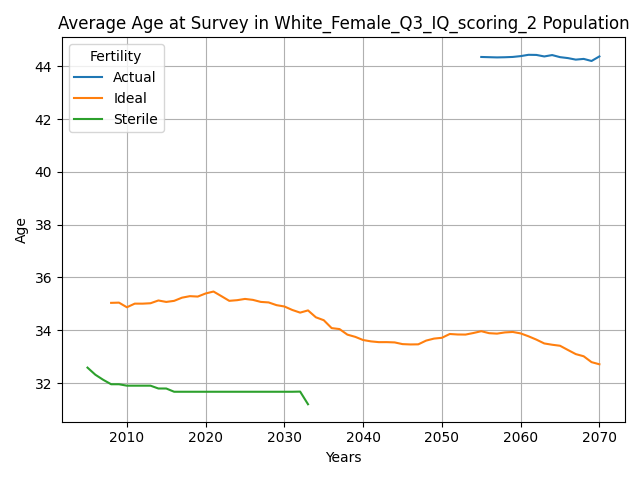 Average Age at Survey in White_Female_Q3_IQ_scoring_2 Population
Fertility
Actual
Ideal
Sterile
44
42
40
38
36
34
32
Age
2010
2020
2030
2040
2050
2060
2070
Years